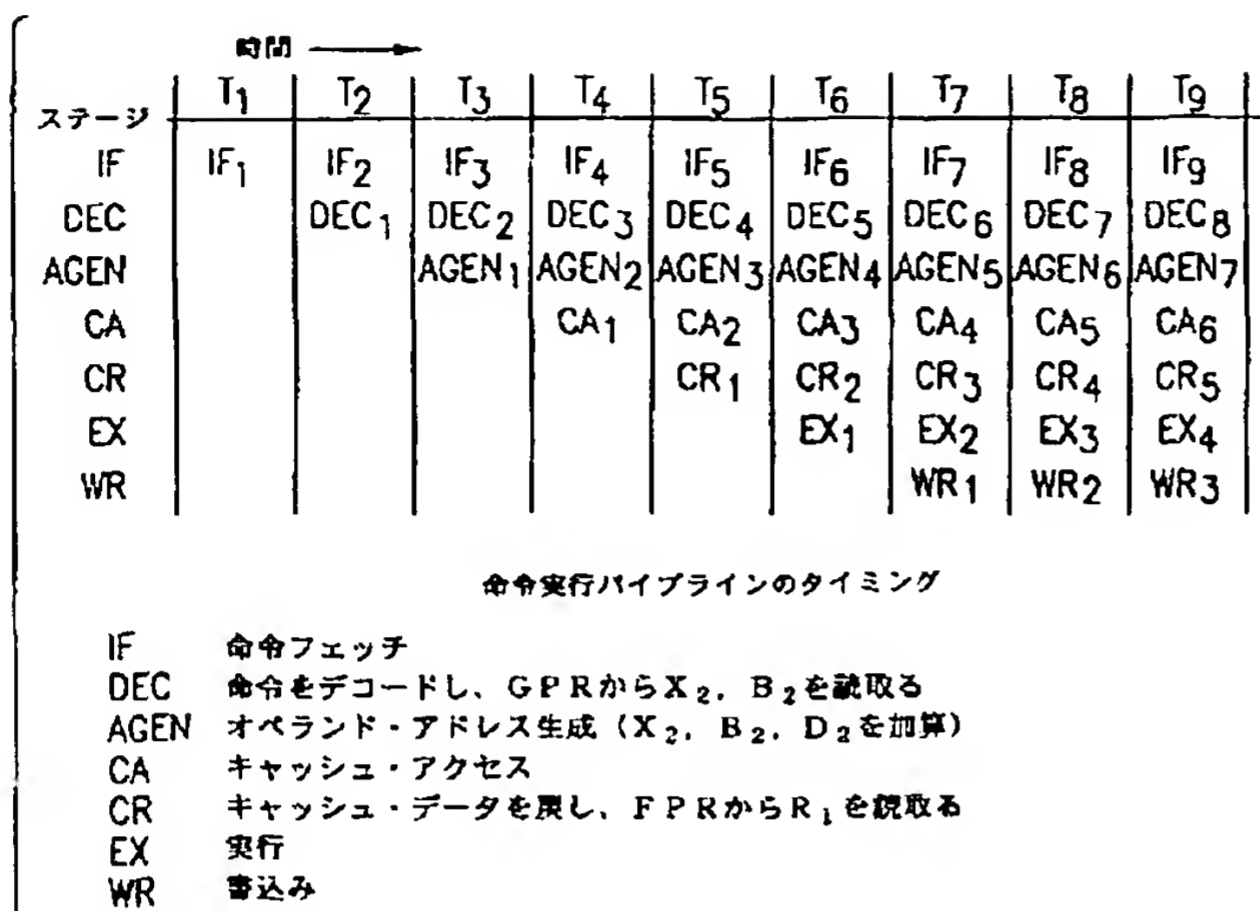 時間
ステージ T1 T2 T3 T4 T5 T6 T7 T8 T9
IF IF1 IF2 IF3 IF4 IF5 IF6 IF7 IF8 IF9
DEC DEC1 DEC2 DEC3 DEC4 DEC5 DEC6 DEC7 DEC8
AGEN AGEN1 AGEN2 AGEN3 AGEN4 AGEN5 AGEN6 AGEN7
CA CA1 CA2 CA3 CA4 CA5 CA6
CR CR1 CR2 CR3 CR4 CR5
EX EX1 EX2 EX3 EX4
WR WR1 WR2 WR3
命令実行パイプラインのタイミング
IF 命令フェッチ
DEC 命令をデコードし、GPRからX2, B2を読取る
AGEN オペランド・アドレス生成(X2, B2, D2を加算)
CA キャッシュ・アクセス
CR キャッシュ・データを戻し、FPRからR1を読取る
EX 実行
WR 書込み